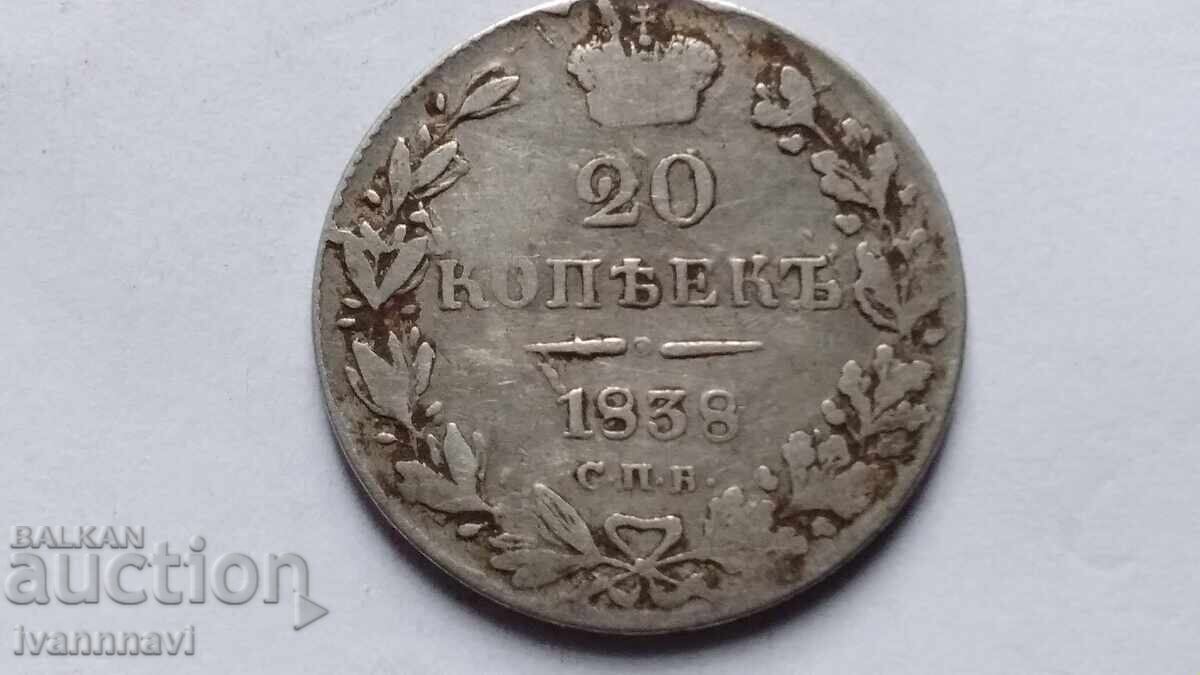 20
КОПѢЕКЪ
1838
С.П.Б.
BALKAN
auction
ivannnavi